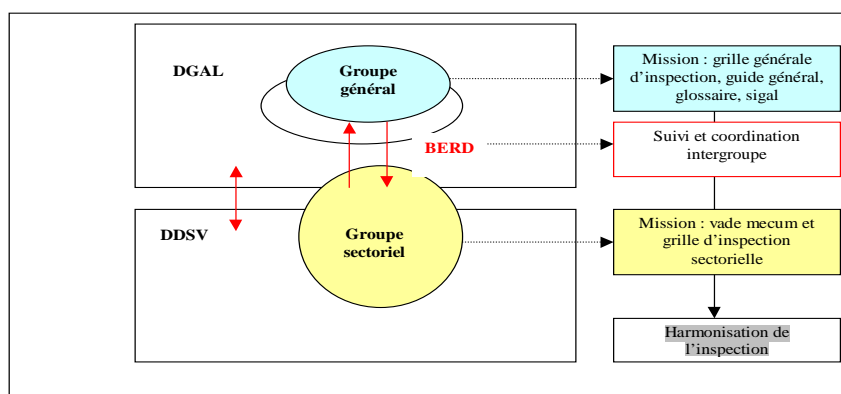 DGAL
Groupe
général
BERD
DDSV
Groupe
sectoriel
Mission : grille générale
d'inspection, guide général,
glossaire, sigal
Suivi et coordination
intergroupe
Mission : vade mecum et
grille d'inspection
sectorielle
Harmonisation de
l'inspection